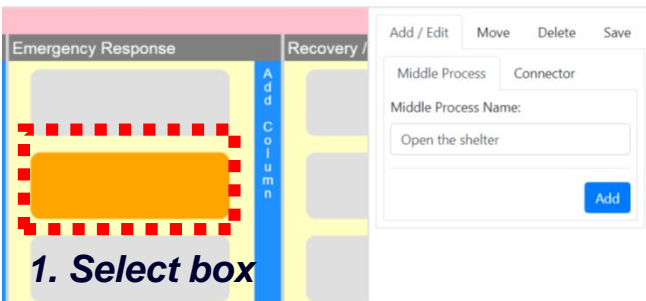 Emergency Response
Recovery /
Add Column
1. Select box
Add / Edit Move Delete Save
Middle Process Connector
Middle Process Name:
Open the shelter
Add